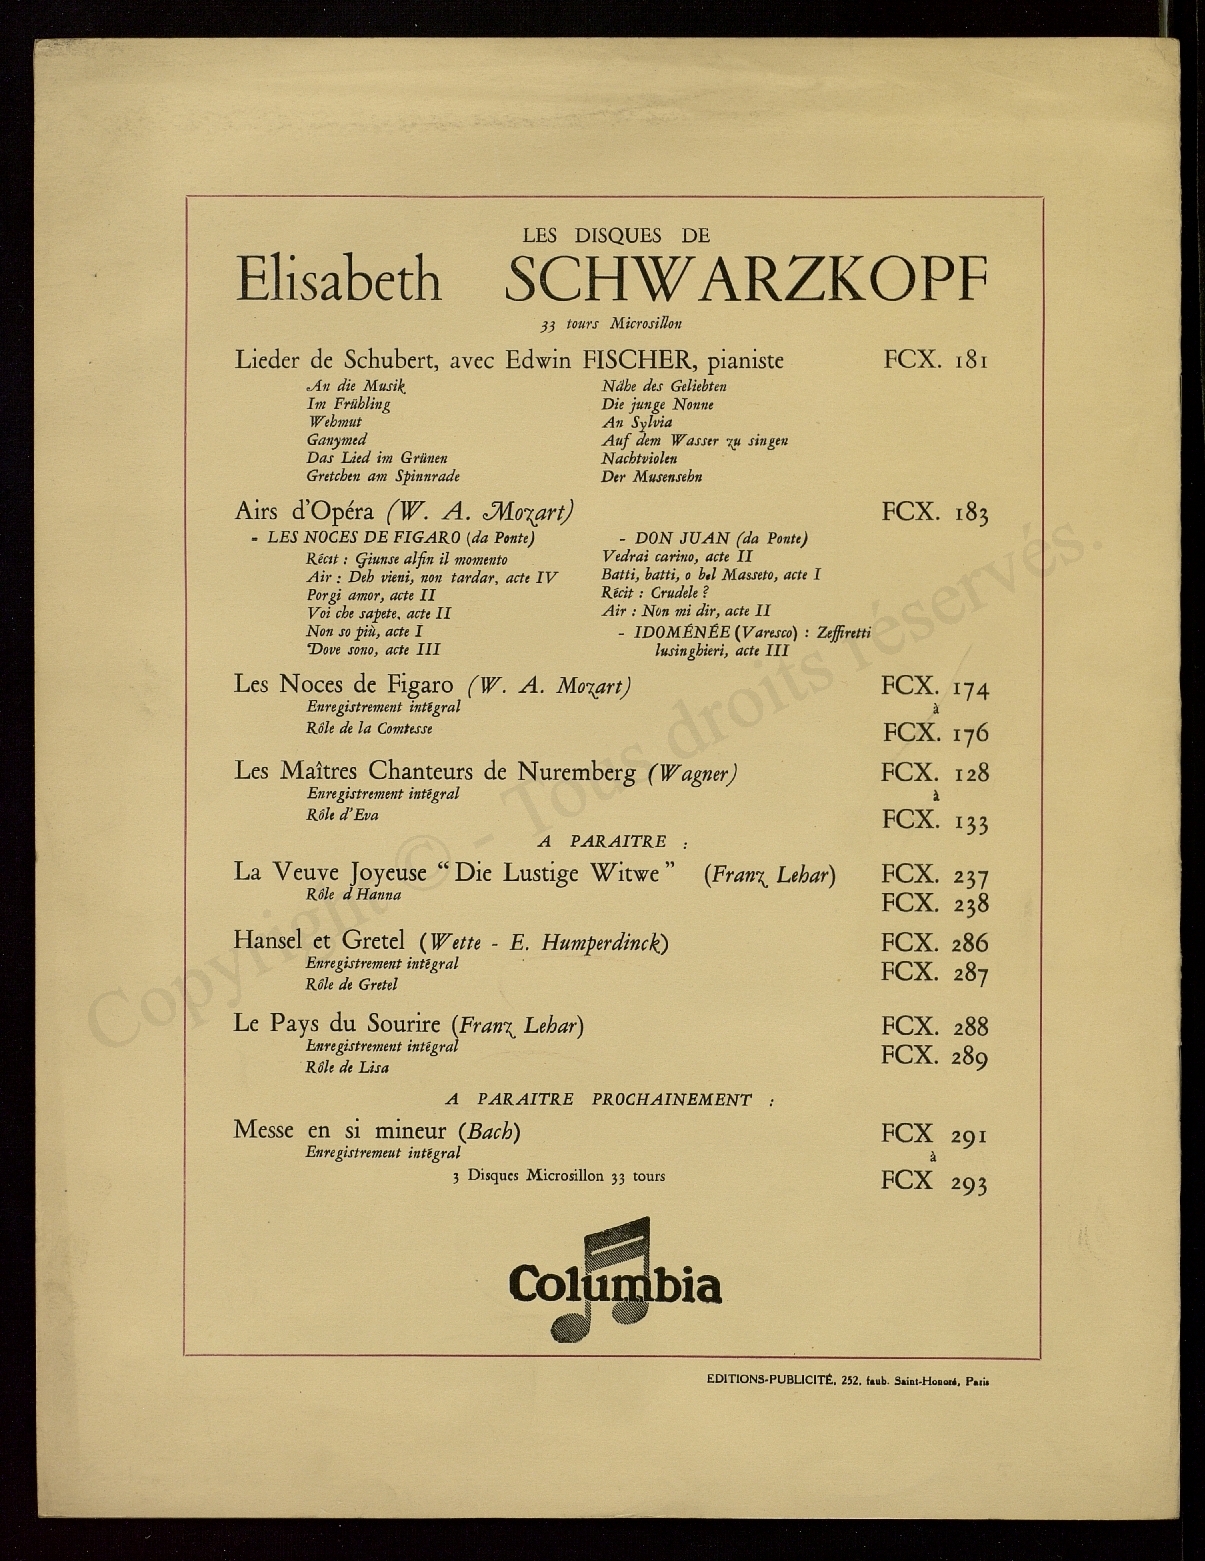 LES DISQUES DE
Elisabeth SCHWARZKOPF
33 tours Microsillon
Lieder de Schubert, avec Edwin FISCHER, pianiste FCX. 181
An die Musik Nähe des Geliebten
Im Frühling Die junge Nonne
Wehmut An Sylvia
Ganymed Auf dem Wasser zu singen
Das Lied im Grünen Nachtviolen
Gretchen am Spinnrade Der Musensehn
Airs d'Opéra (W. A. Mozart) FCX. 183
- LES NOCES DE FIGARO (da Ponte)
Récit : Giunse alfin il momento
Air : Deh vieni, non tardar, acte IV
Porgi amor, acte II
Voi che sapete, acte II
Non so più, acte I
Dove sono, acte III
- DON JUAN (da Ponte)
Vedrai carino, acte II
Batti, batti, o bel Masseto, acte I
Récit : Crudele ?
Air : Non mi dir, acte II
- IDOMÉNÉE (Varesco) : Zeffiretti
lusinghieri, acte III
Les Noces de Figaro (W. A. Mozart) FCX. 174
Enregistrement intégral à
Rôle de la Comtesse FCX. 176
Les Maîtres Chanteurs de Nuremberg (Wagner) FCX. 128
Enregistrement intégral à
Rôle d'Eva FCX. 133
A PARAITRE :
La Veuve Joyeuse “Die Lustige Witwe” (Franz Lehar) FCX. 237
Rôle d Hanna FCX. 238
Hansel et Gretel (Wette - E. Humperdinck) FCX. 286
Enregistrement intégral FCX. 287
Rôle de Gretel
Le Pays du Sourire (Franz Lehar) FCX. 288
Enregistrement intégral FCX. 289
Rôle de Lisa
A PARAITRE PROCHAINEMENT :
Messe en si mineur (Bach) FCX 291
Enregistremeut intégral à
3 Disques Microsillon 33 tours FCX 293
Columbia
EDITIONS-PUBLICITÉ, 252, faub. Saint-Honoré, Paris
Copyright © - Tous droits réservés.